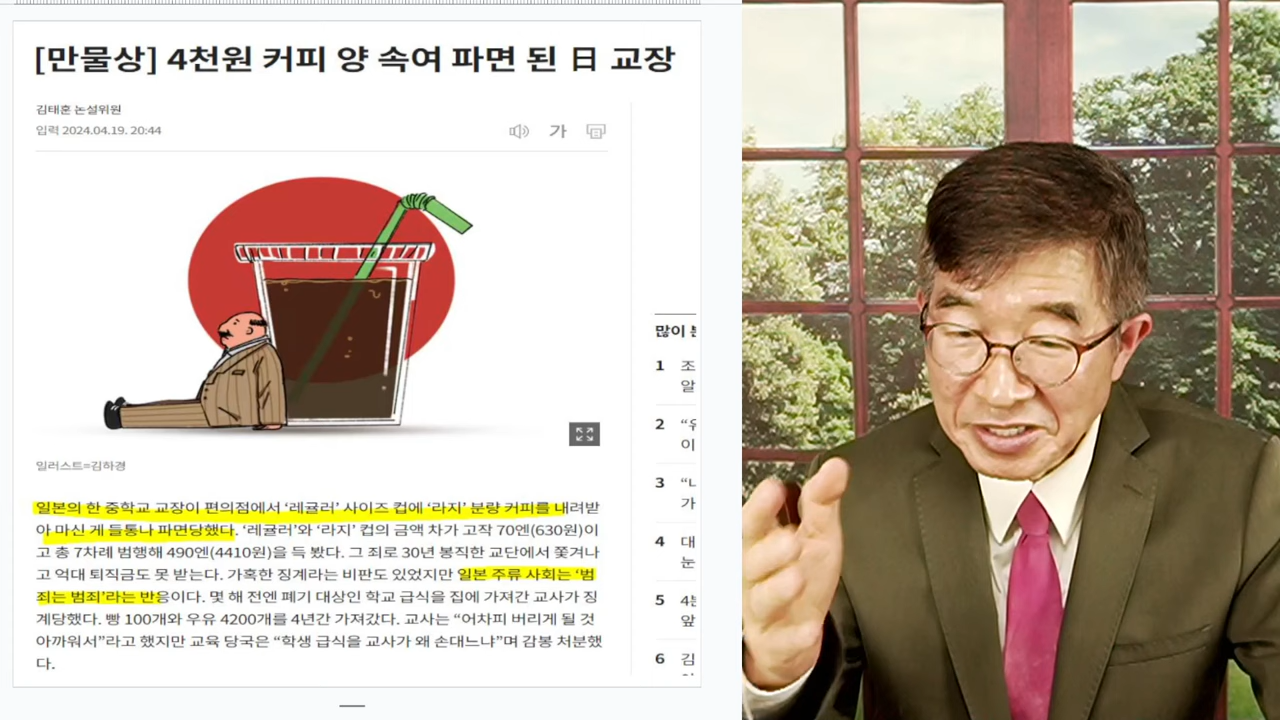 [만물상] 4천원 커피 양 속여 파면 된 日 교장
김태훈 논설위원
입력 2024.04.19. 20:44
가
일러스트=김하경
일본의 한 중학교 교장이 편의점에서 ‘레귤러’ 사이즈 컵에 ‘라지’ 분량 커피를 내려받
아 마신 게 들통나 파면당했다. ‘레귤러’와 ‘라지’ 컵의 금액 차가 고작 70엔(630원)이
고 총 7차례 범행해 490엔(4410원)을 득 봤다. 그 죄로 30년 봉직한 교단에서 쫓겨나
고 억대 퇴직금도 못 받는다. 가혹한 징계라는 비판도 있었지만 일본 주류 사회는 ‘범
죄는 범죄’라는 반응이다. 몇 해 전엔 폐기 대상인 학교 급식을 집에 가져간 교사가 징
계당했다. 빵 100개와 우유 4200개를 4년간 가져갔다. 교사는 “어차피 버리게 될 것
아까워서”라고 했지만 교육 당국은 “학생 급식을 교사가 왜 손대느냐”며 감봉 처분했
다.
많이
1 조
알
2
이
3 “나
가
4 대
눈
5
앞
6 김